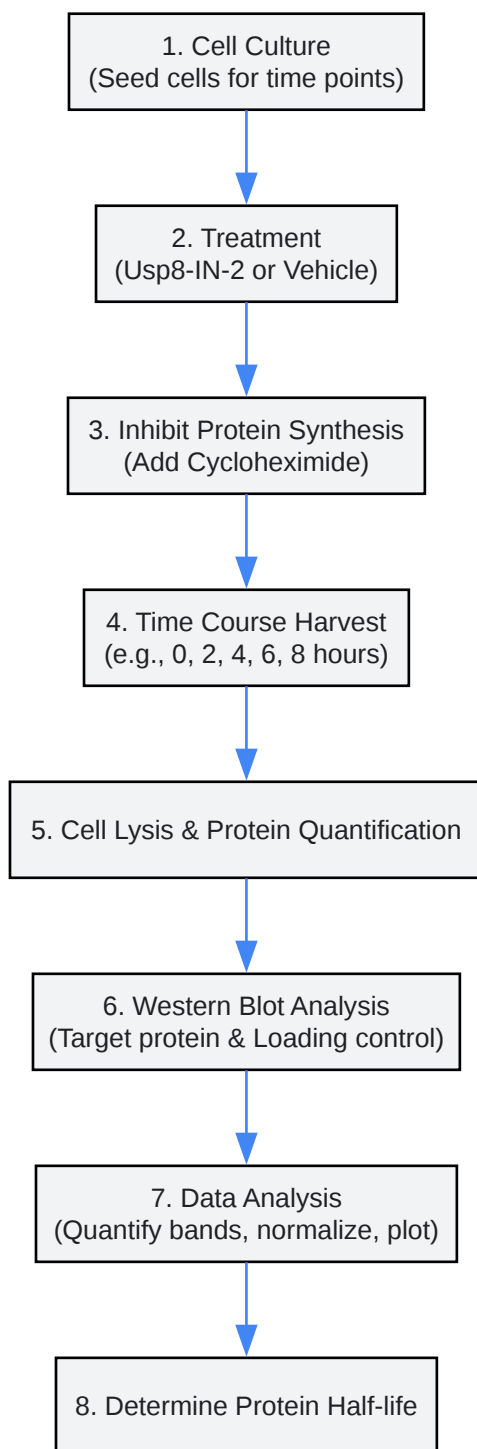 1. Cell Culture
(Seed cells for time points)
2. Treatment
(Usp8-IN-2 or Vehicle)
3. Inhibit Protein Synthesis
(Add Cycloheximide)
4. Time Course Harvest
(e.g., 0, 2, 4, 6, 8 hours)
5. Cell Lysis & Protein Quantification
6. Western Blot Analysis
(Target protein & Loading control)
7. Data Analysis
(Quantify bands, normalize, plot)
8. Determine Protein Half-life